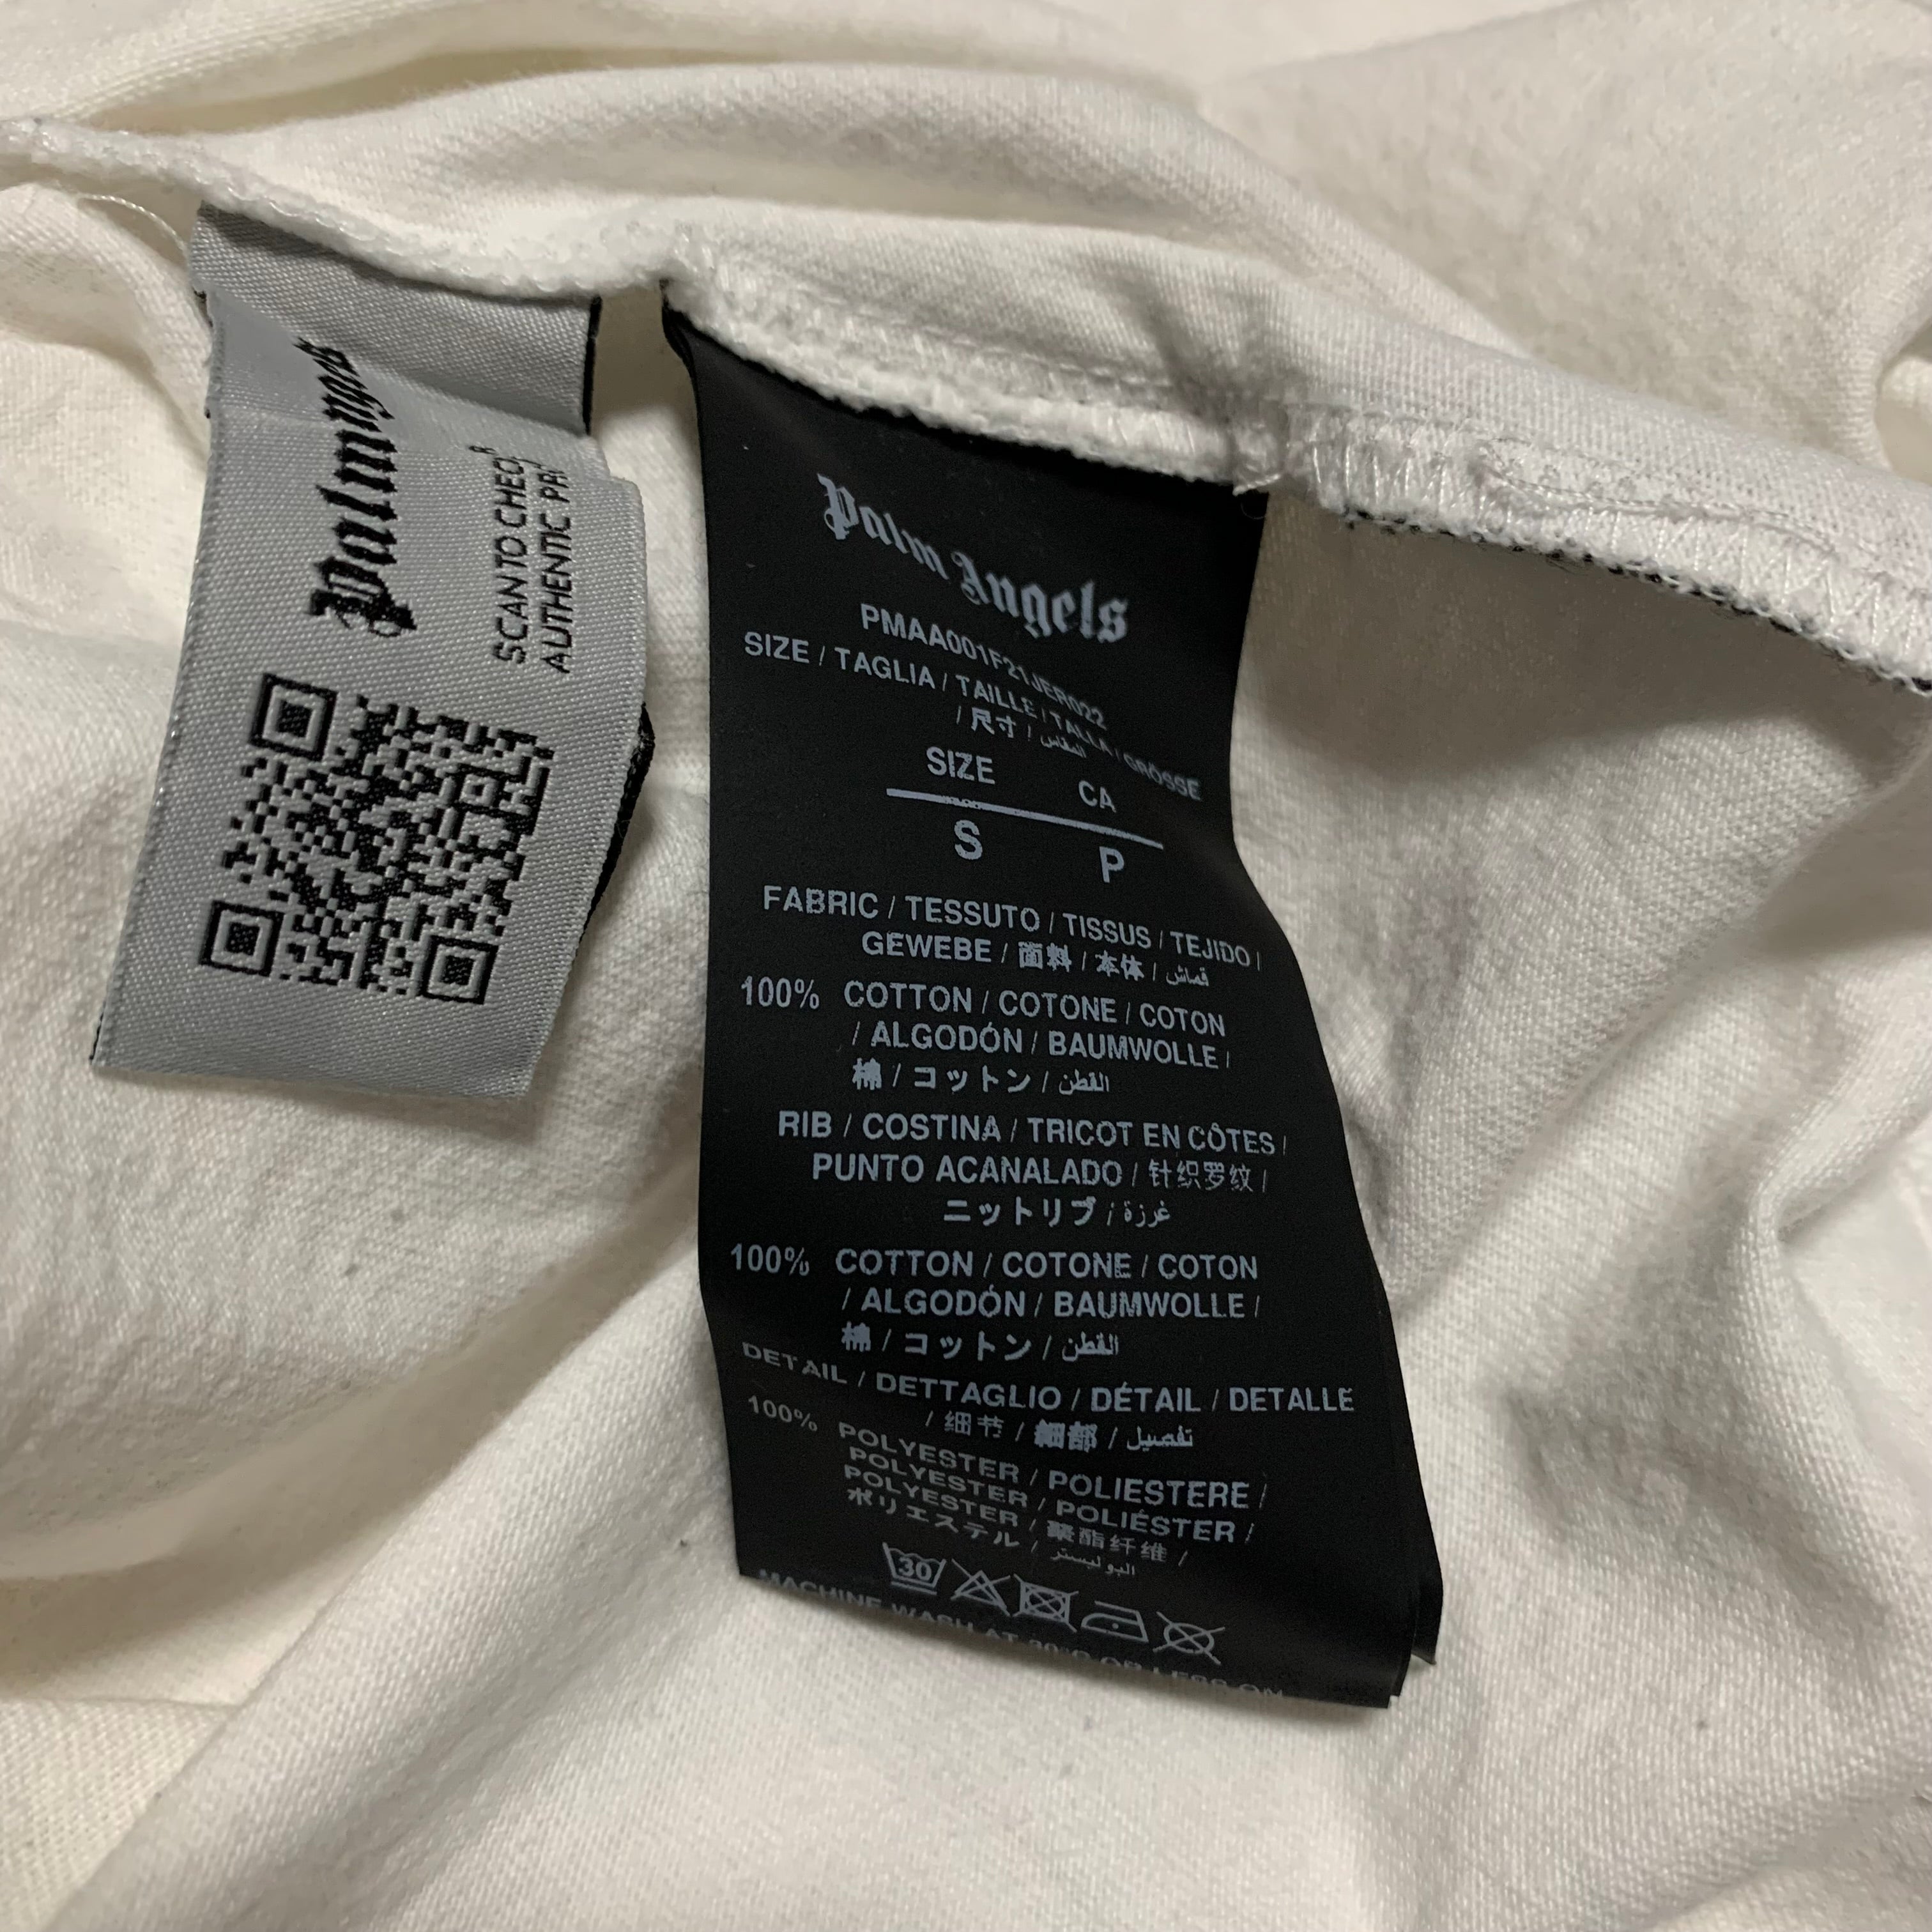 Palm Angels
SCAN TO CHECK
AUTHENTIC
Palm Angels
PMAA001F21JER022
SIZE / TAGLIA / TAILLE / TALLA / GRÖSSE
/ 尺寸 / المقاس
SIZE CA
S P
FABRIC / TESSUTO / TISSUS / TEJIDO /
GEWEBE / 面料 / 本体 / قماش
100% COTTON / COTONE / COTON
/ ALGODÓN / BAUMWOLLE /
棉 / コットン / القطن
RIB / COSTINA / TRICOT EN CÔTES /
PUNTO ACANALADO / 针织罗纹 /
ニットリブ / غرزة
100% COTTON / COTONE / COTON
/ ALGODÓN / BAUMWOLLE /
棉 / コットン / القطن
DETAIL / DETTAGLIO / DÉTAIL / DETALLE
/ 细节 / 細部 / تفصيل
100% POLYESTER / POLIESTERE /
POLYESTER / POLIÉSTER /
POLYESTER / 聚酯纤维 /
ポリエステル / البوليستر
30
MACHINE WASH AT 30°C OR LESS ON